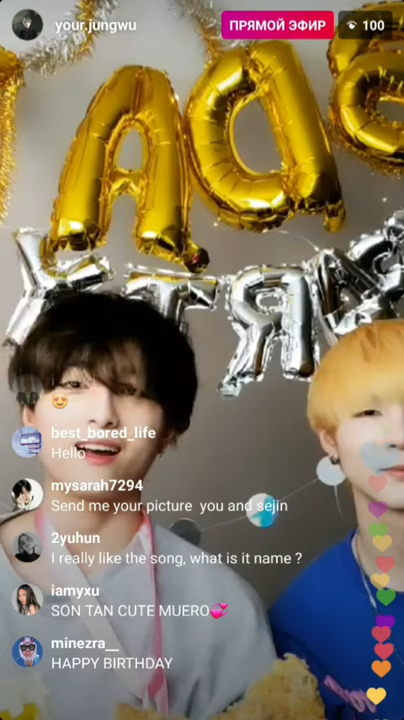 your.jungwu
ПРЯМОЙ ЭФИР
100
best_bored_life
Hello
mysarah7294
Send me your picture you and sejin
2yuhun
I really like the song, what is it name ?
iamyxu
SON TAN CUTE MUERO💞
minezra__
HAPPY BIRTHDAY